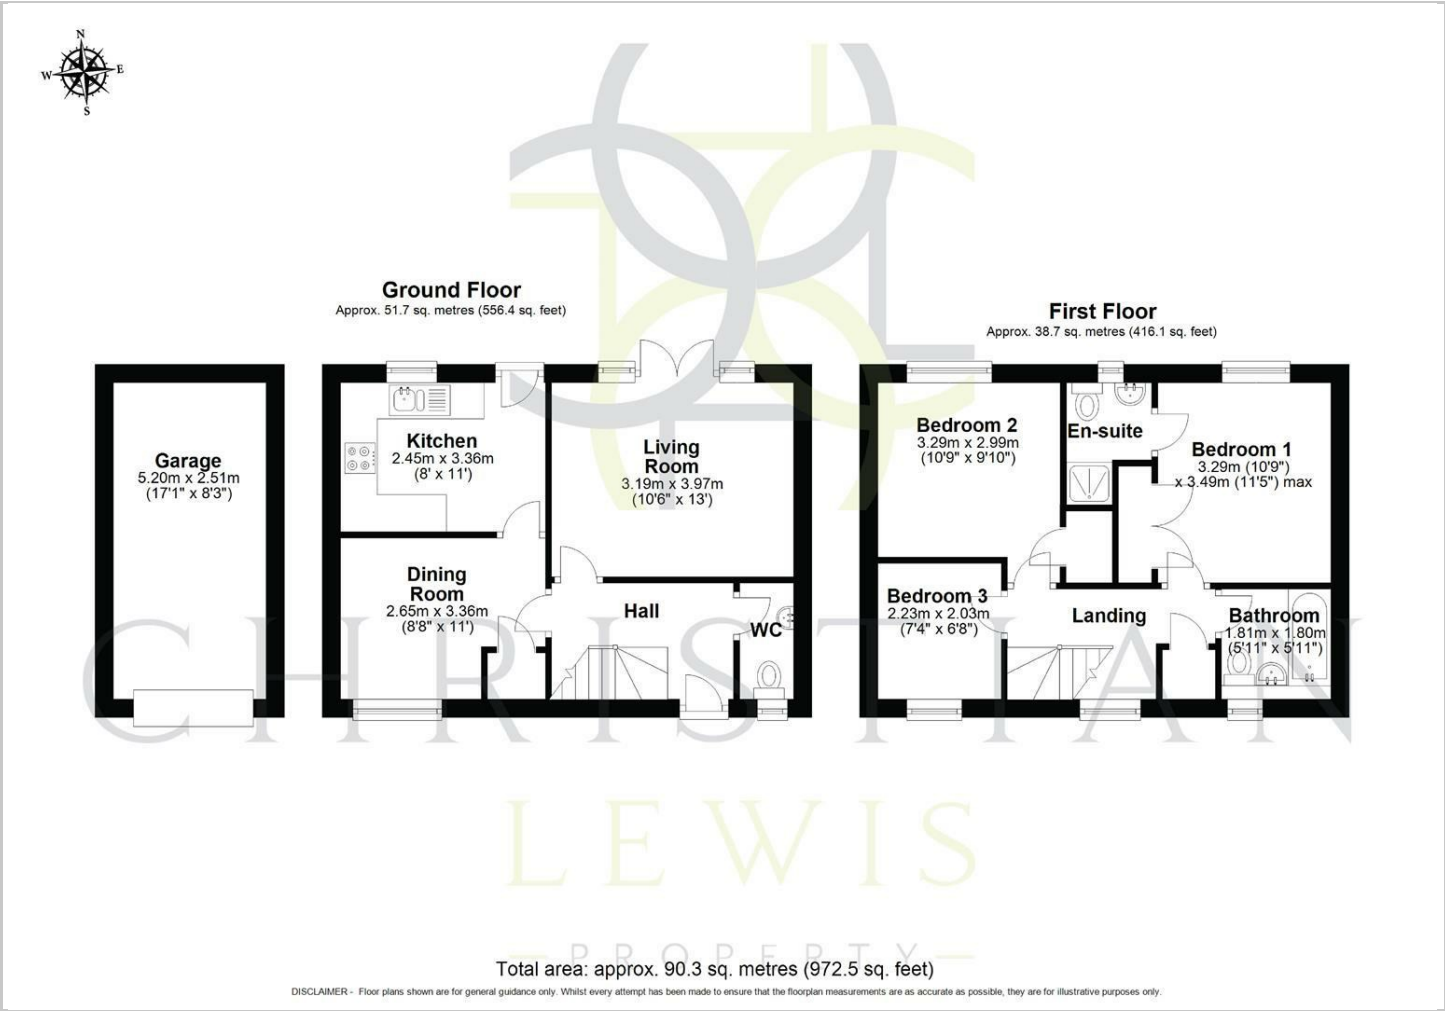 N
W E
S
Ground Floor
Approx. 51.7 sq. metres (556.4 sq. feet)
First Floor
Approx. 38.7 sq. metres (416.1 sq. feet)
Garage
5.20m x 2.51m
(17'1" x 8'3")
Kitchen
2.45m x 3.36m
(8' x 11')
Living
Room
3.19m x 3.97m
(10'6" x 13')
Dining
Room
2.65m x 3.36m
(8'8" x 11')
Hall
WC
Bedroom 2
3.29m x 2.99m
(10'9" x 9'10")
En-suite
Bedroom 1
3.29m (10'9")
x 3.49m (11'5") max
Bedroom 3
2.23m x 2.03m
(7'4" x 6'8")
Landing
Bathroom
1.81m x 1.80m
(5'11" x 5'11")
CHRISTIAN
LEWIS
PROPERTY
Total area: approx. 90.3 sq. metres (972.5 sq. feet)
DISCLAIMER - Floor plans shown are for general guidance only. Whilst every attempt has been made to ensure that the floorplan measurements are as accurate as possible, they are for illustrative purposes only.